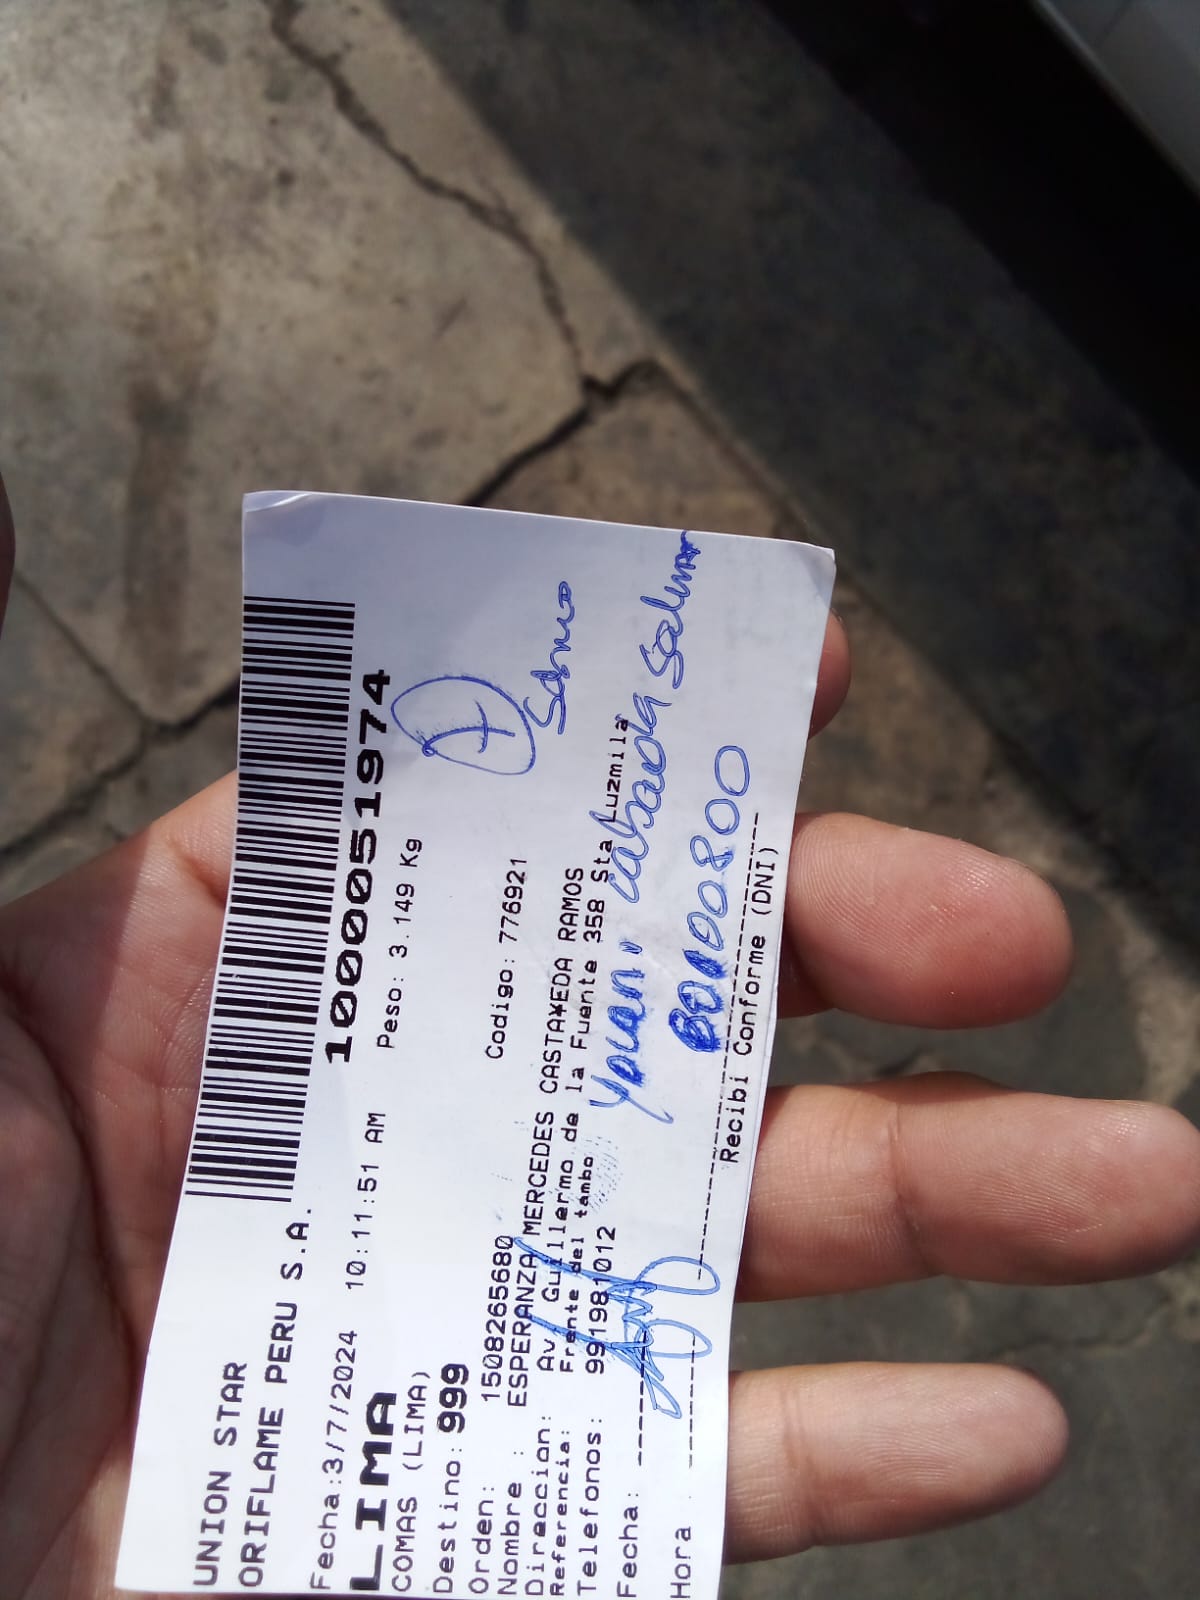 UNION STAR
ORIFLAME PERU S.A.
1000051974
Fecha:3/7/2024 10:11:51 AM Peso: 3.149 Kg
LIMA
COMAS (LIMA)
Destino: 999
Orden: 1508265680 Codigo: 776921
Nombre : ESPERANZA MERCEDES CASTA¥EDA RAMOS
Direccion: Av. Guillermo de la Fuente 358 Sta Luzmila
Referencia: Frente del tambo
Telefonos: 991981012
Fecha:
Hora
Recibi Conforme (DNI)